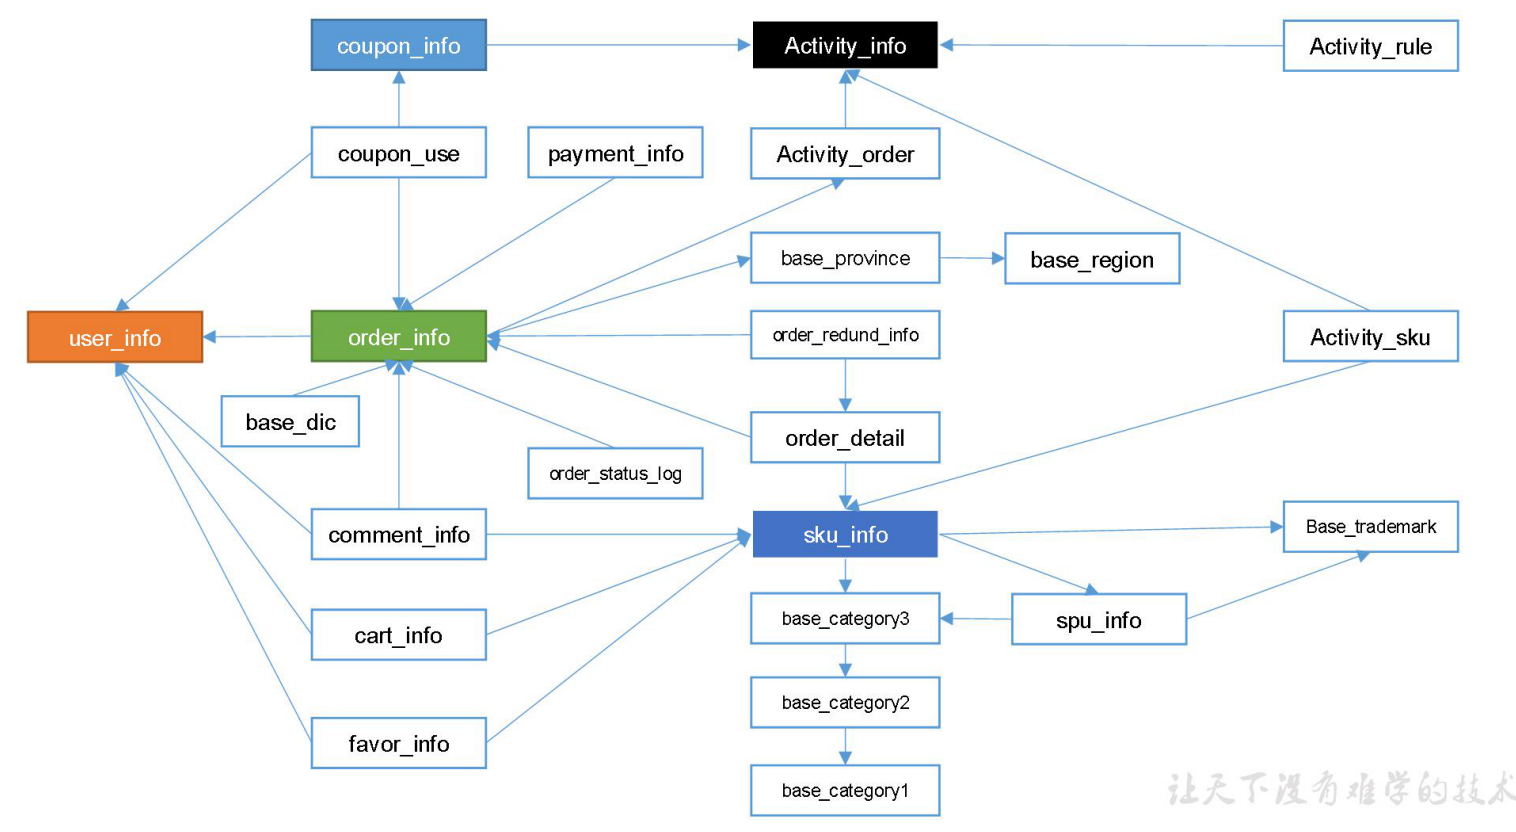 coupon_info
Activity_info
Activity_rule
coupon_use
payment_info
Activity_order
base_province
base_region
user_info
order_info
order_redund_info
Activity_sku
base_dic
order_detail
order_status_log
comment_info
sku_info
Base_trademark
base_category3
spu_info
cart_info
base_category2
favor_info
base_category1
让天下没有难学的技术